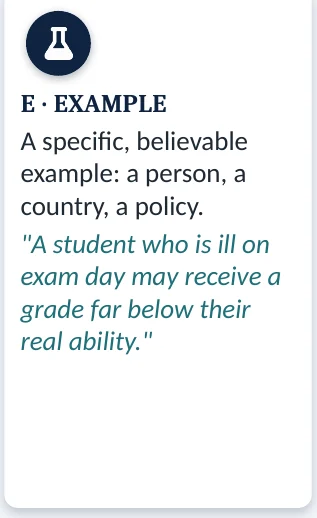 E · EXAMPLE
A specific, believable
example: a person, a
country, a policy.
"A student who is ill on
exam day may receive a
grade far below their
real ability."